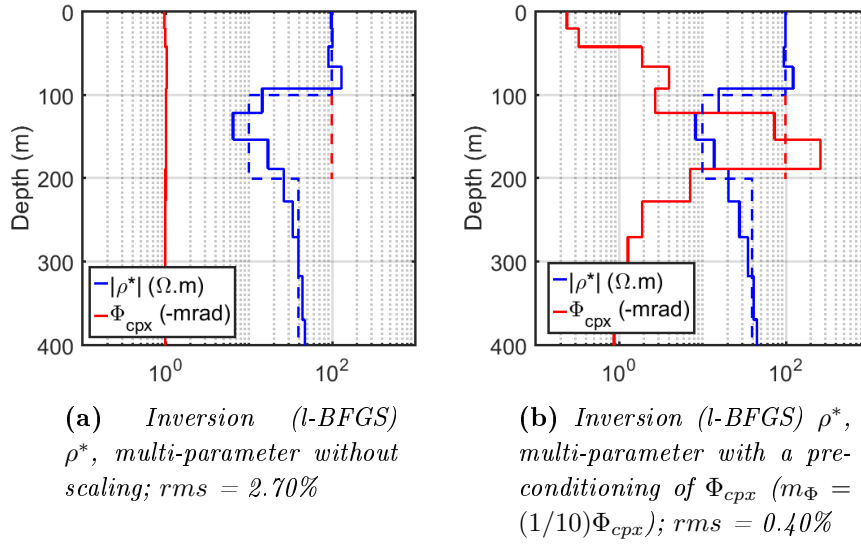 0
100
200
300
400
Depth (m)
|ρ*| (Ω.m)
Φcpx (-mrad)
10^0
10^2
(a) Inversion (l-BFGS)
ρ*, multi-parameter without
scaling; rms = 2.70%
0
100
200
300
400
Depth (m)
|ρ*| (Ω.m)
Φcpx (-mrad)
10^0
10^2
(b) Inversion (l-BFGS) ρ*,
multi-parameter with a pre-
conditioning of Φcpx (mΦ =
(1/10)Φcpx); rms = 0.40%